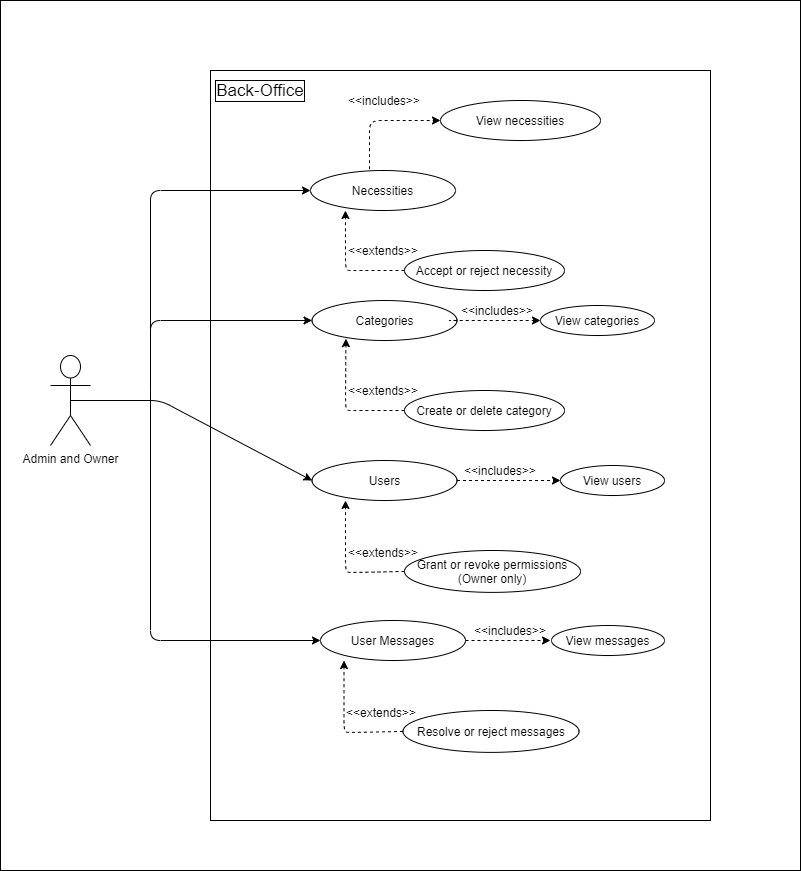 Back-Office
<<includes>>
View necessities
Necessities
<<extends>>
Accept or reject necessity
Categories
<<includes>>
View categories
<<extends>>
Create or delete category
Admin and Owner
Users
<<includes>>
View users
<<extends>>
Grant or revoke permissions
(Owner only)
User Messages
<<includes>>
View messages
<<extends>>
Resolve or reject messages